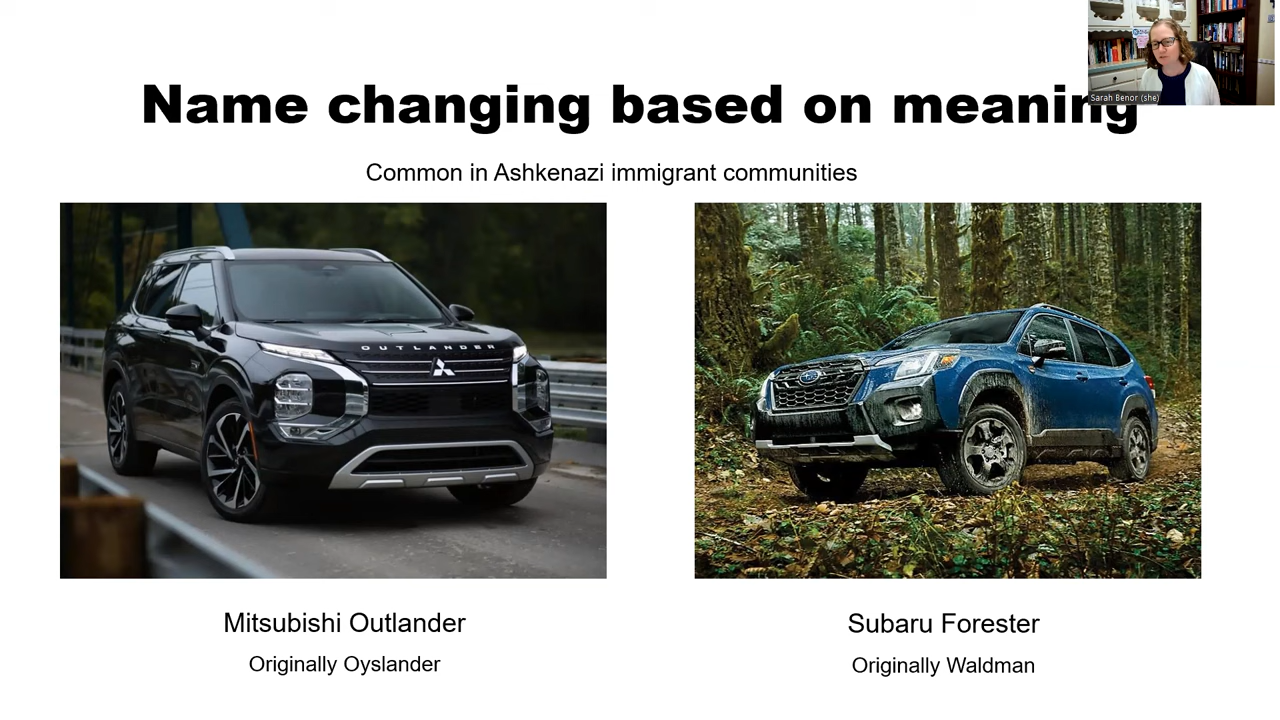 Sarah Benor (she)
Name changing based on meaning
Common in Ashkenazi immigrant communities
OUTLANDER
Mitsubishi Outlander
Subaru Forester
Originally Oyslander
Originally Waldman